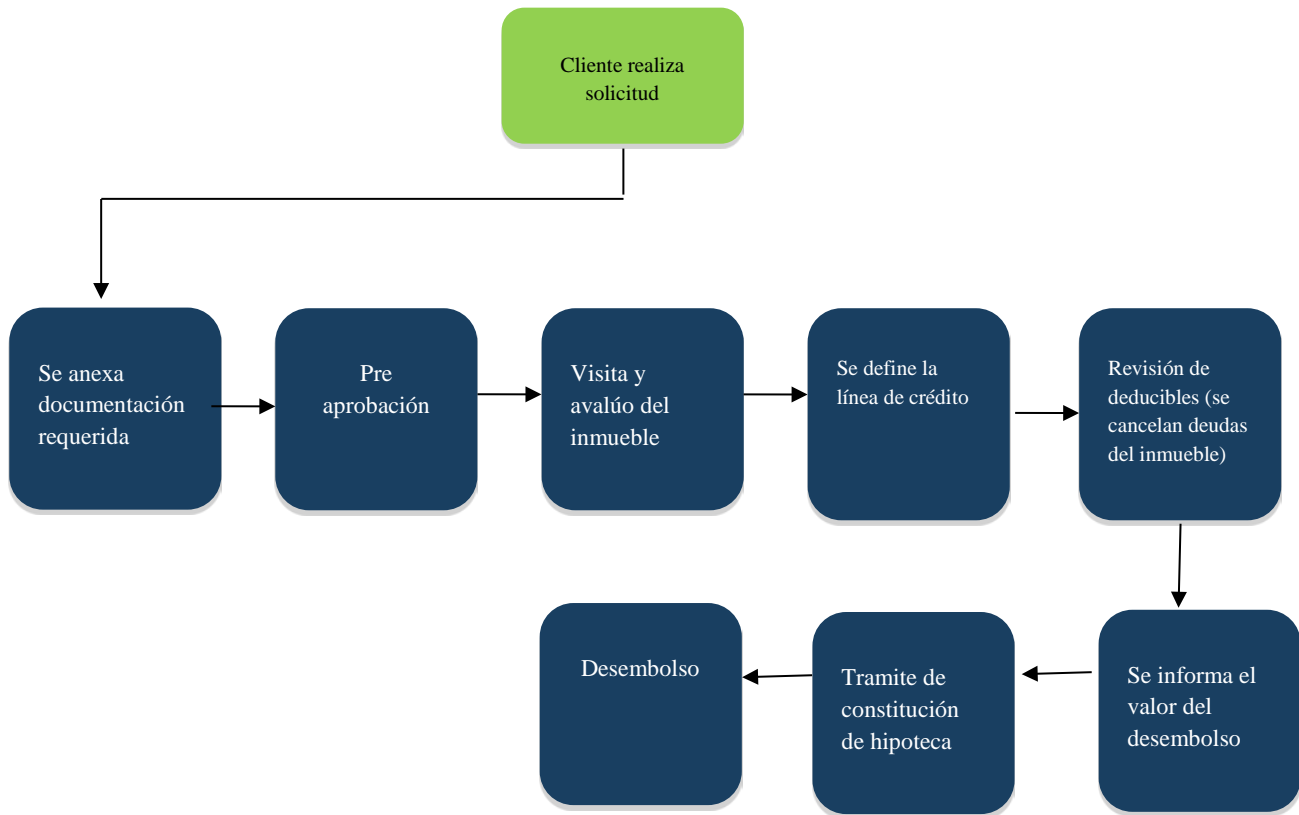 Cliente realiza
solicitud
Se anexa
documentación
requerida
Pre
aprobación
Visita y
avalúo del
inmueble
Se define la
línea de crédito
Revisión de
deducibles (se
cancelan deudas
del inmueble)
Se informa el
valor del
desembolso
Tramite de
constitución
de hipoteca
Desembolso